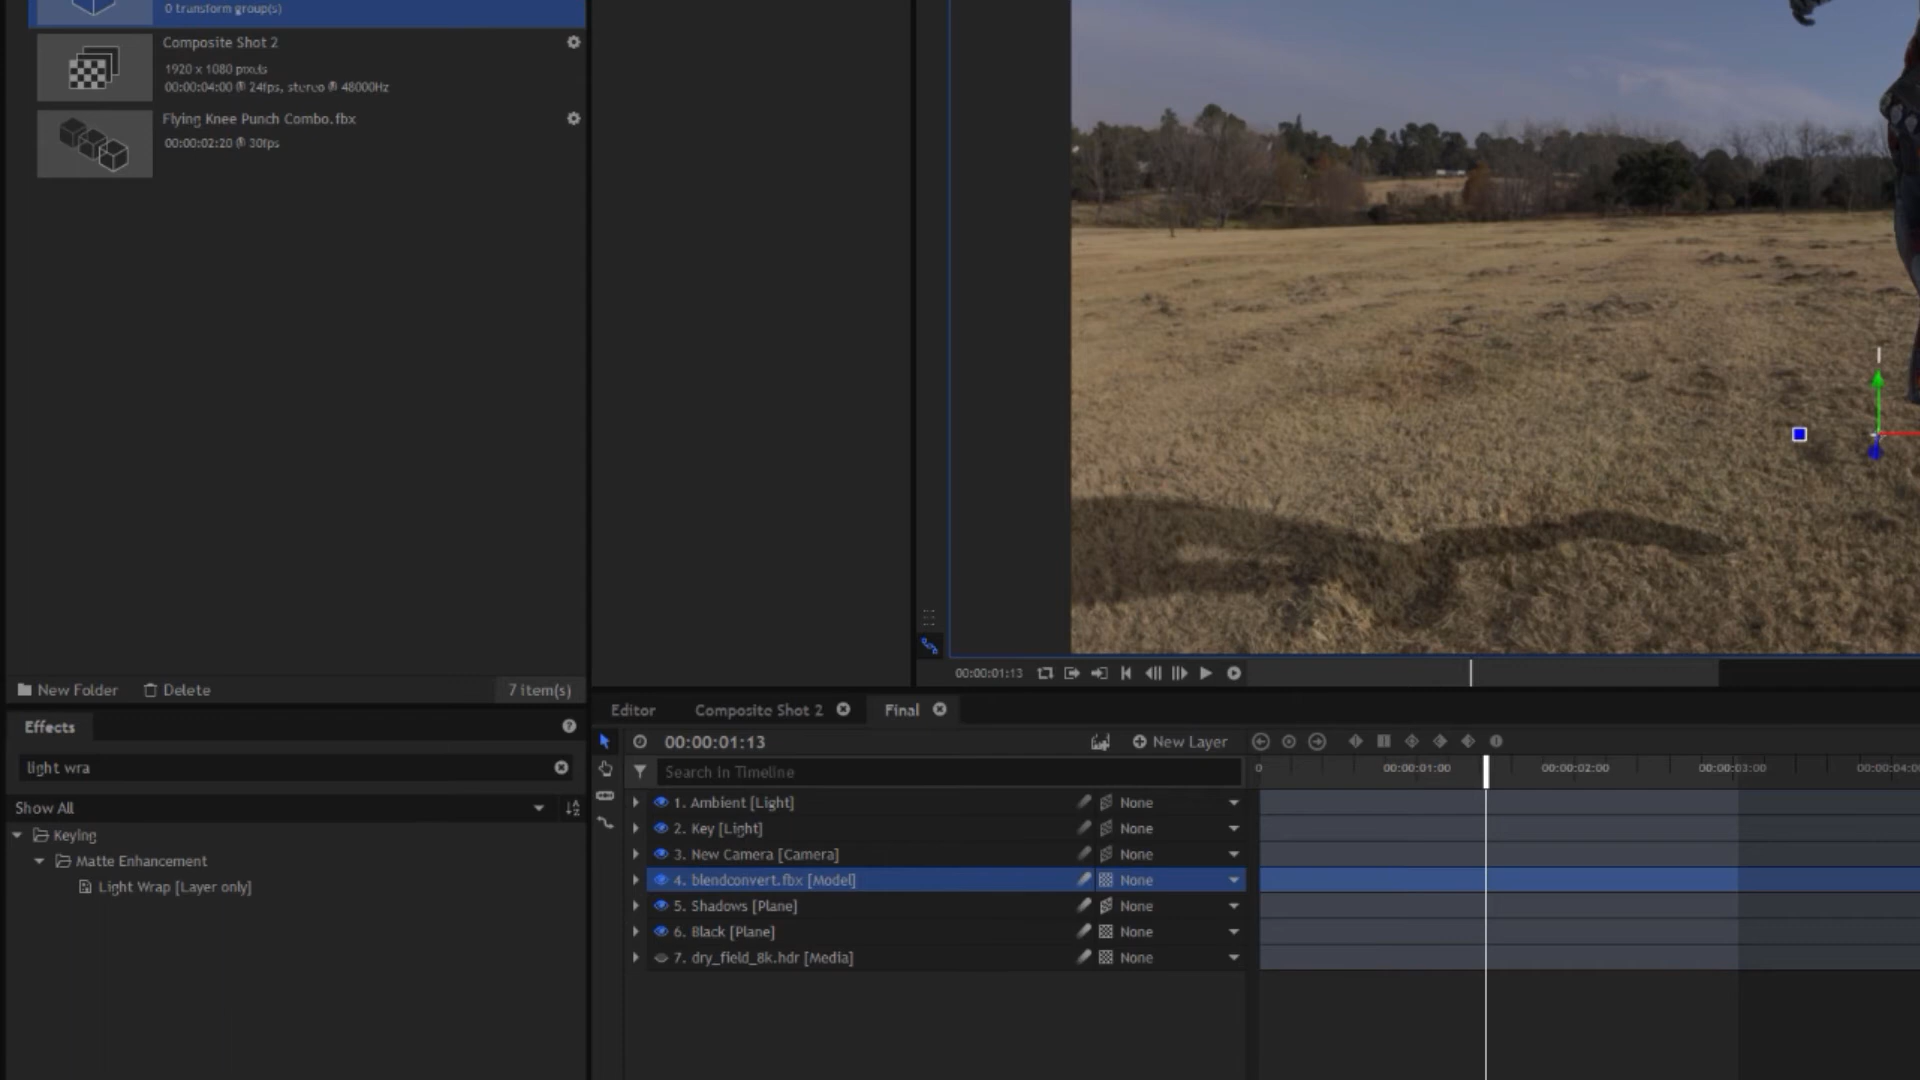 0 transform group(s)
Composite Shot 2
1920 x 1080 pixels
00:00:04:00 @ 24fps, stereo @ 48000Hz
Flying Knee Punch Combo.fbx
00:00:02:20 @ 30fps
New Folder
Delete
7 item(s)
00:00:01:13
Effects
light wra
Show All
Keying
Matte Enhancement
Light Wrap [Layer only]
Editor
Composite Shot 2
Final
00:00:01:13
New Layer
Search in Timeline
0
00:00:01:00
00:00:02:00
00:00:03:00
00:00:04:0
1. Ambient [Light]
None
2. Key [Light]
None
3. New Camera [Camera]
None
4. blendconvert.fbx [Model]
None
5. Shadows [Plane]
None
6. Black [Plane]
None
7. dry_field_8k.hdr [Media]
None